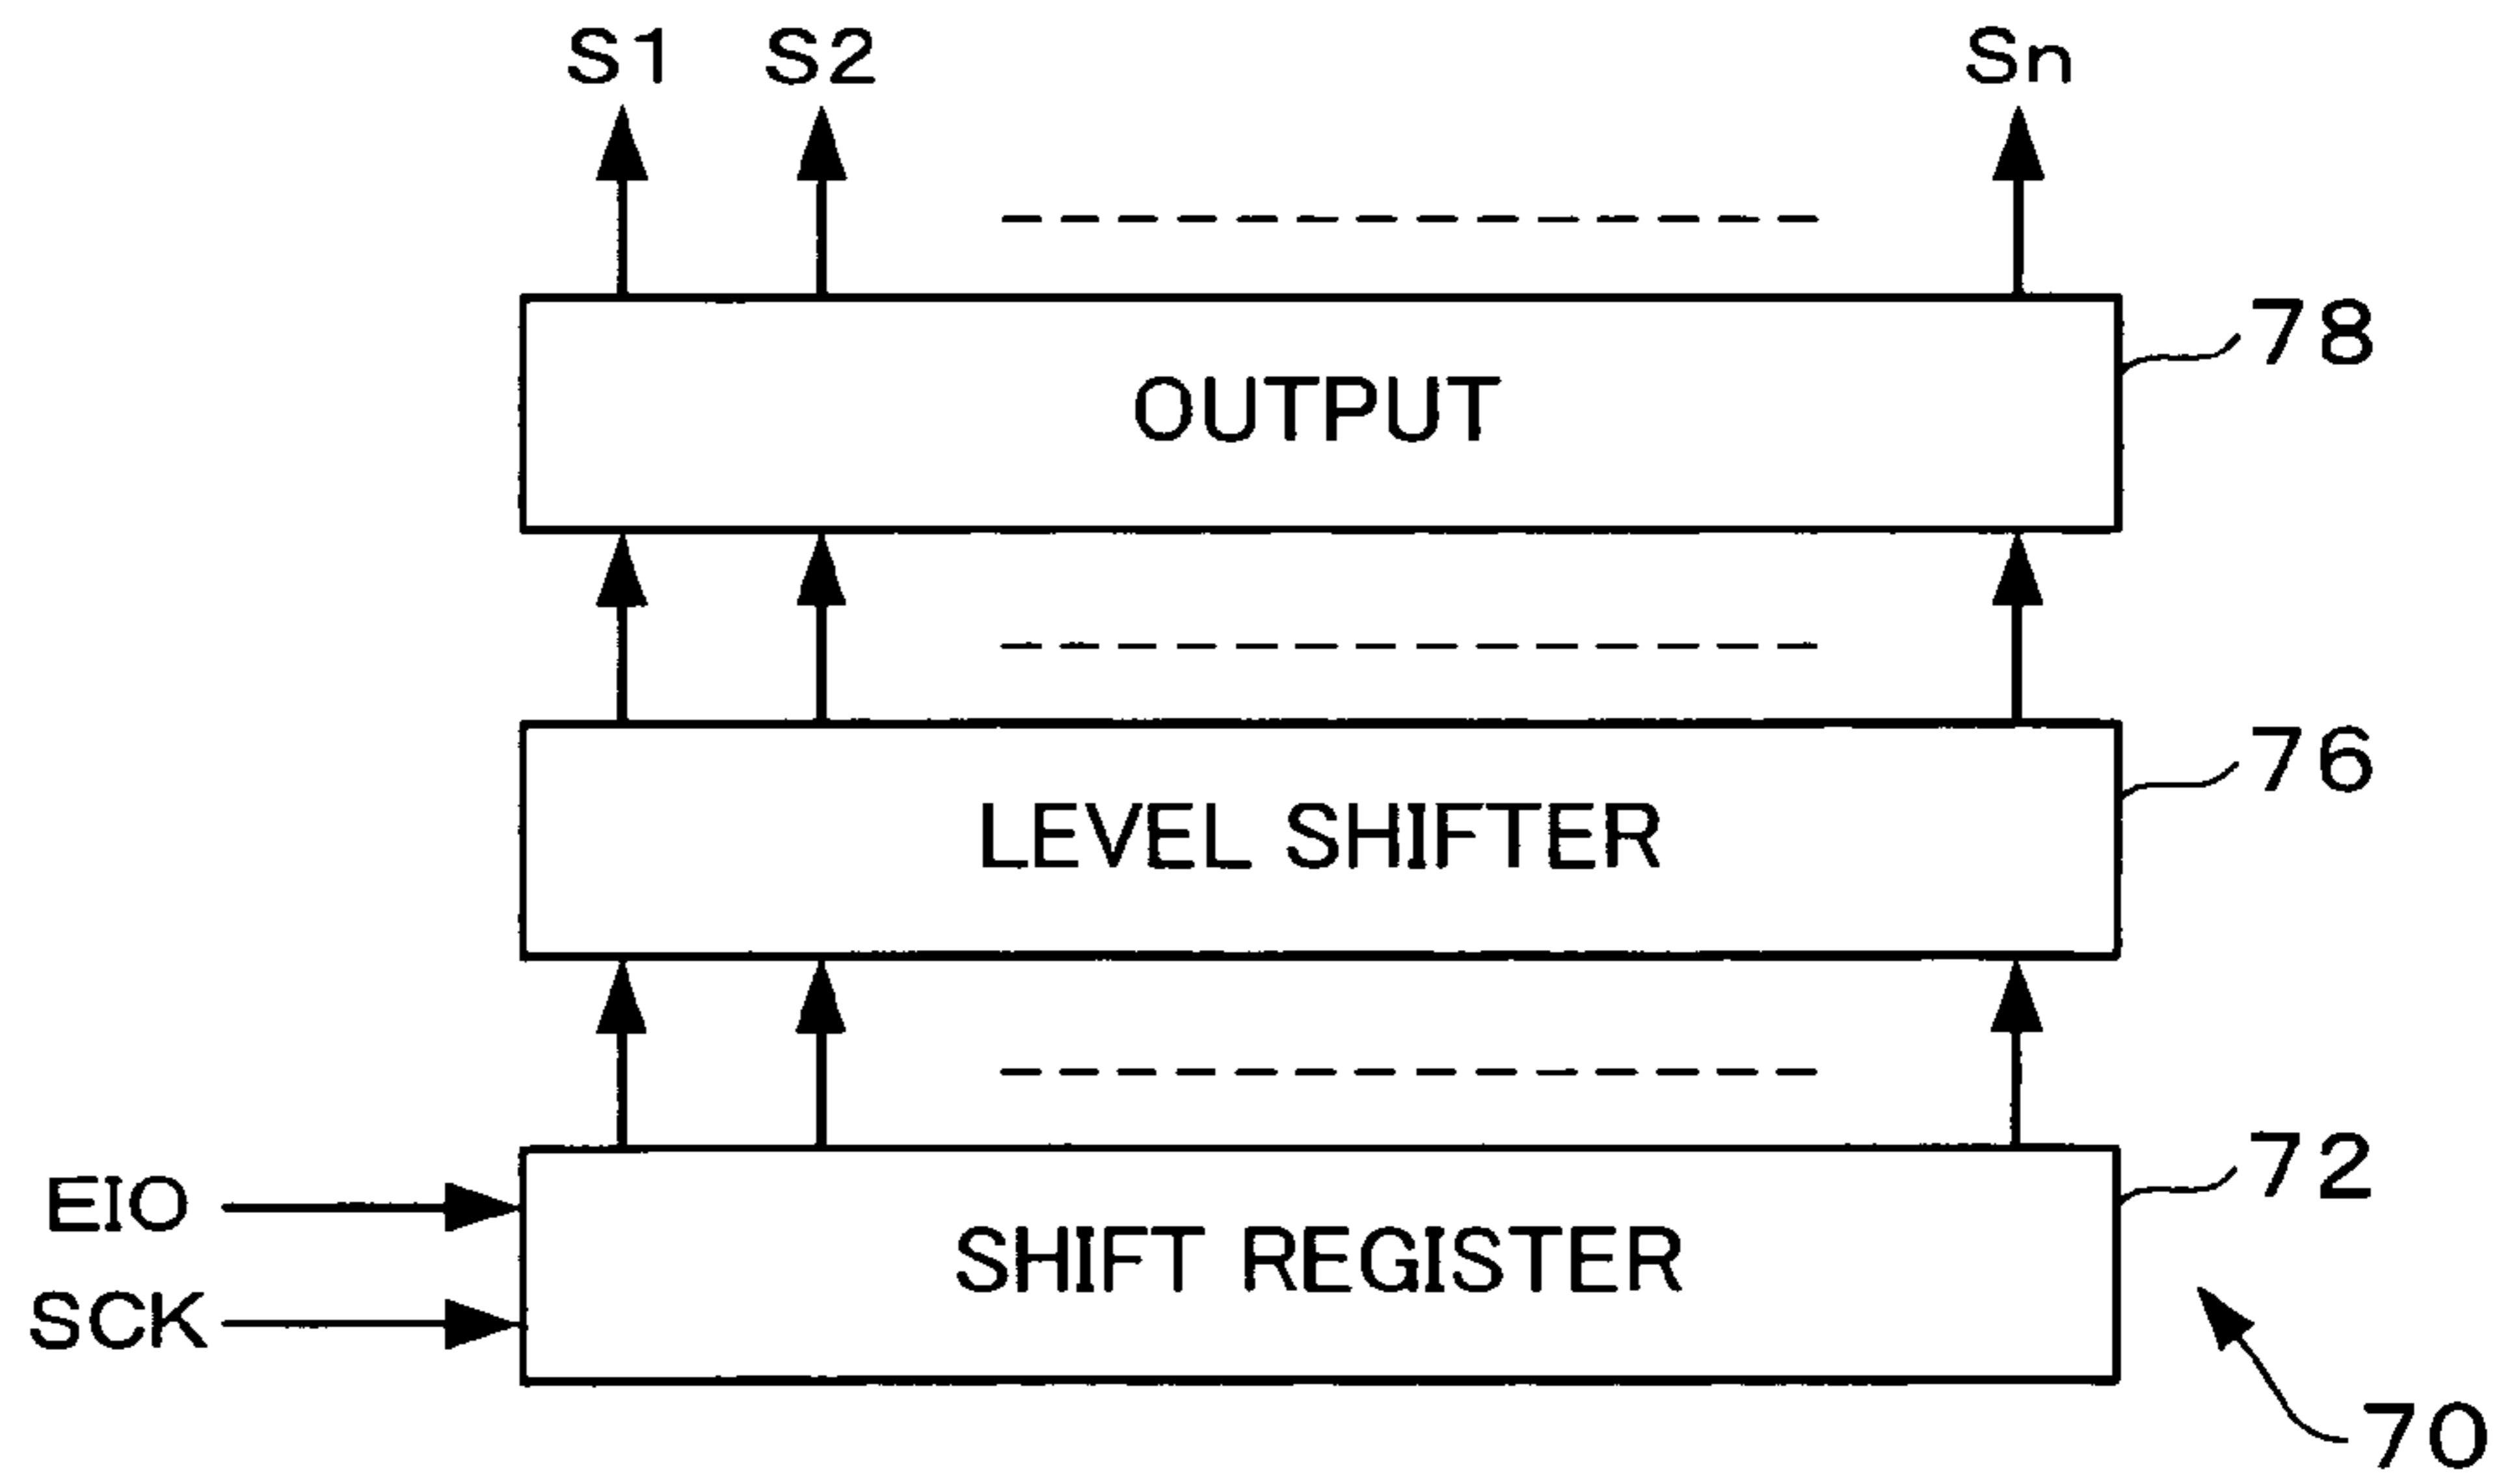 S1 S2 Sn
OUTPUT
78
LEVEL SHIFTER
76
72
EIO
SHIFT REGISTER
SCK
70